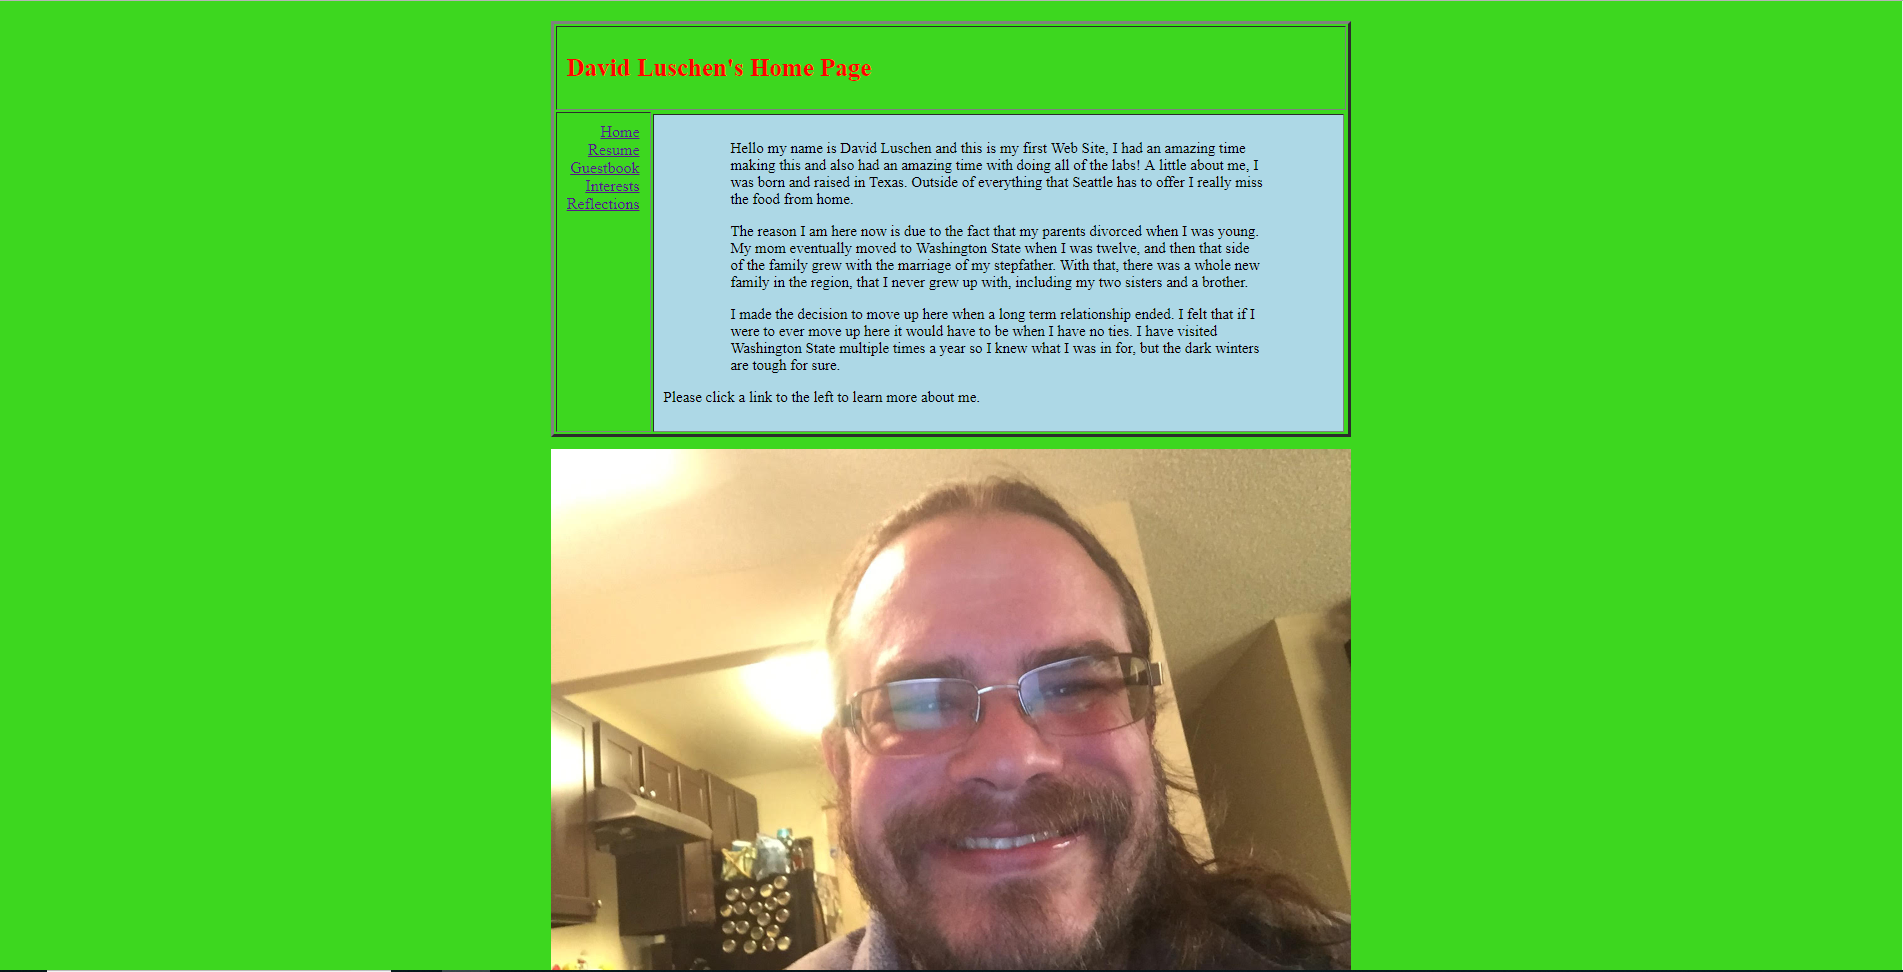 David Luschen's Home Page
Home
Resume
Guestbook
Interests
Reflections
Hello my name is David Luschen and this is my first Web Site, I had an amazing time
making this and also had an amazing time with doing all of the labs! A little about me, I
was born and raised in Texas. Outside of everything that Seattle has to offer I really miss
the food from home.
The reason I am here now is due to the fact that my parents divorced when I was young.
My mom eventually moved to Washington State when I was twelve, and then that side
of the family grew with the marriage of my stepfather. With that, there was a whole new
family in the region, that I never grew up with, including my two sisters and a brother.
I made the decision to move up here when a long term relationship ended. I felt that if I
were to ever move up here it would have to be when I have no ties. I have visited
Washington State multiple times a year so I knew what I was in for, but the dark winters
are tough for sure.
Please click a link to the left to learn more about me.